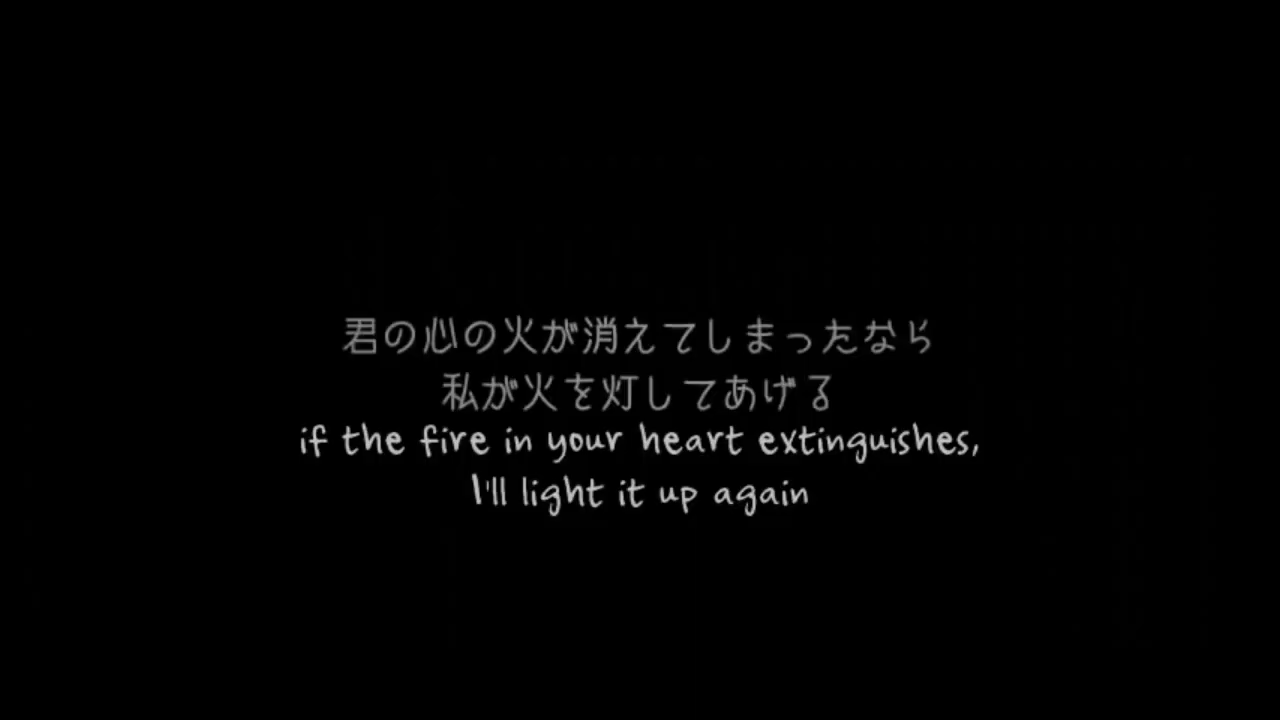 君の心の火が消えてしまったなら
私が火を灯してあげる
if the fire in your heart extinguishes,
I'll light it up again